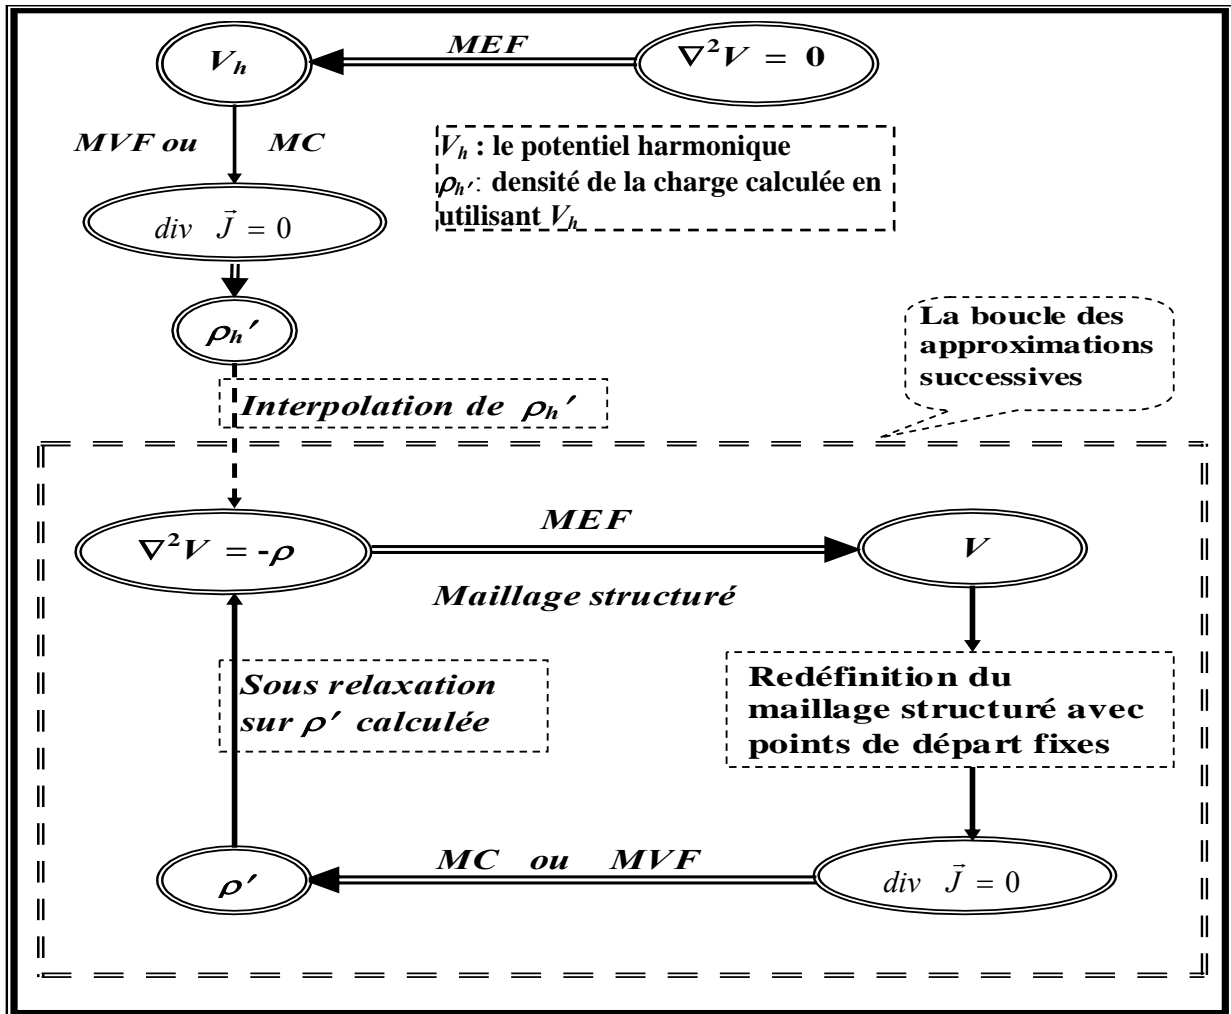 V_h
MEF
∇²V = 0
MVF ou MC
V_h : le potentiel harmonique
ρ_h′: densité de la charge calculée en
utilisant V_h
div J⃗ = 0
ρ_h′
La boucle des
approximations
successives
Interpolation de ρ_h′
∇²V = -ρ
MEF
V
Maillage structuré
Sous relaxation
sur ρ′ calculée
Redéfinition du
maillage structuré avec
points de départ fixes
ρ′
MC ou MVF
div J⃗ = 0